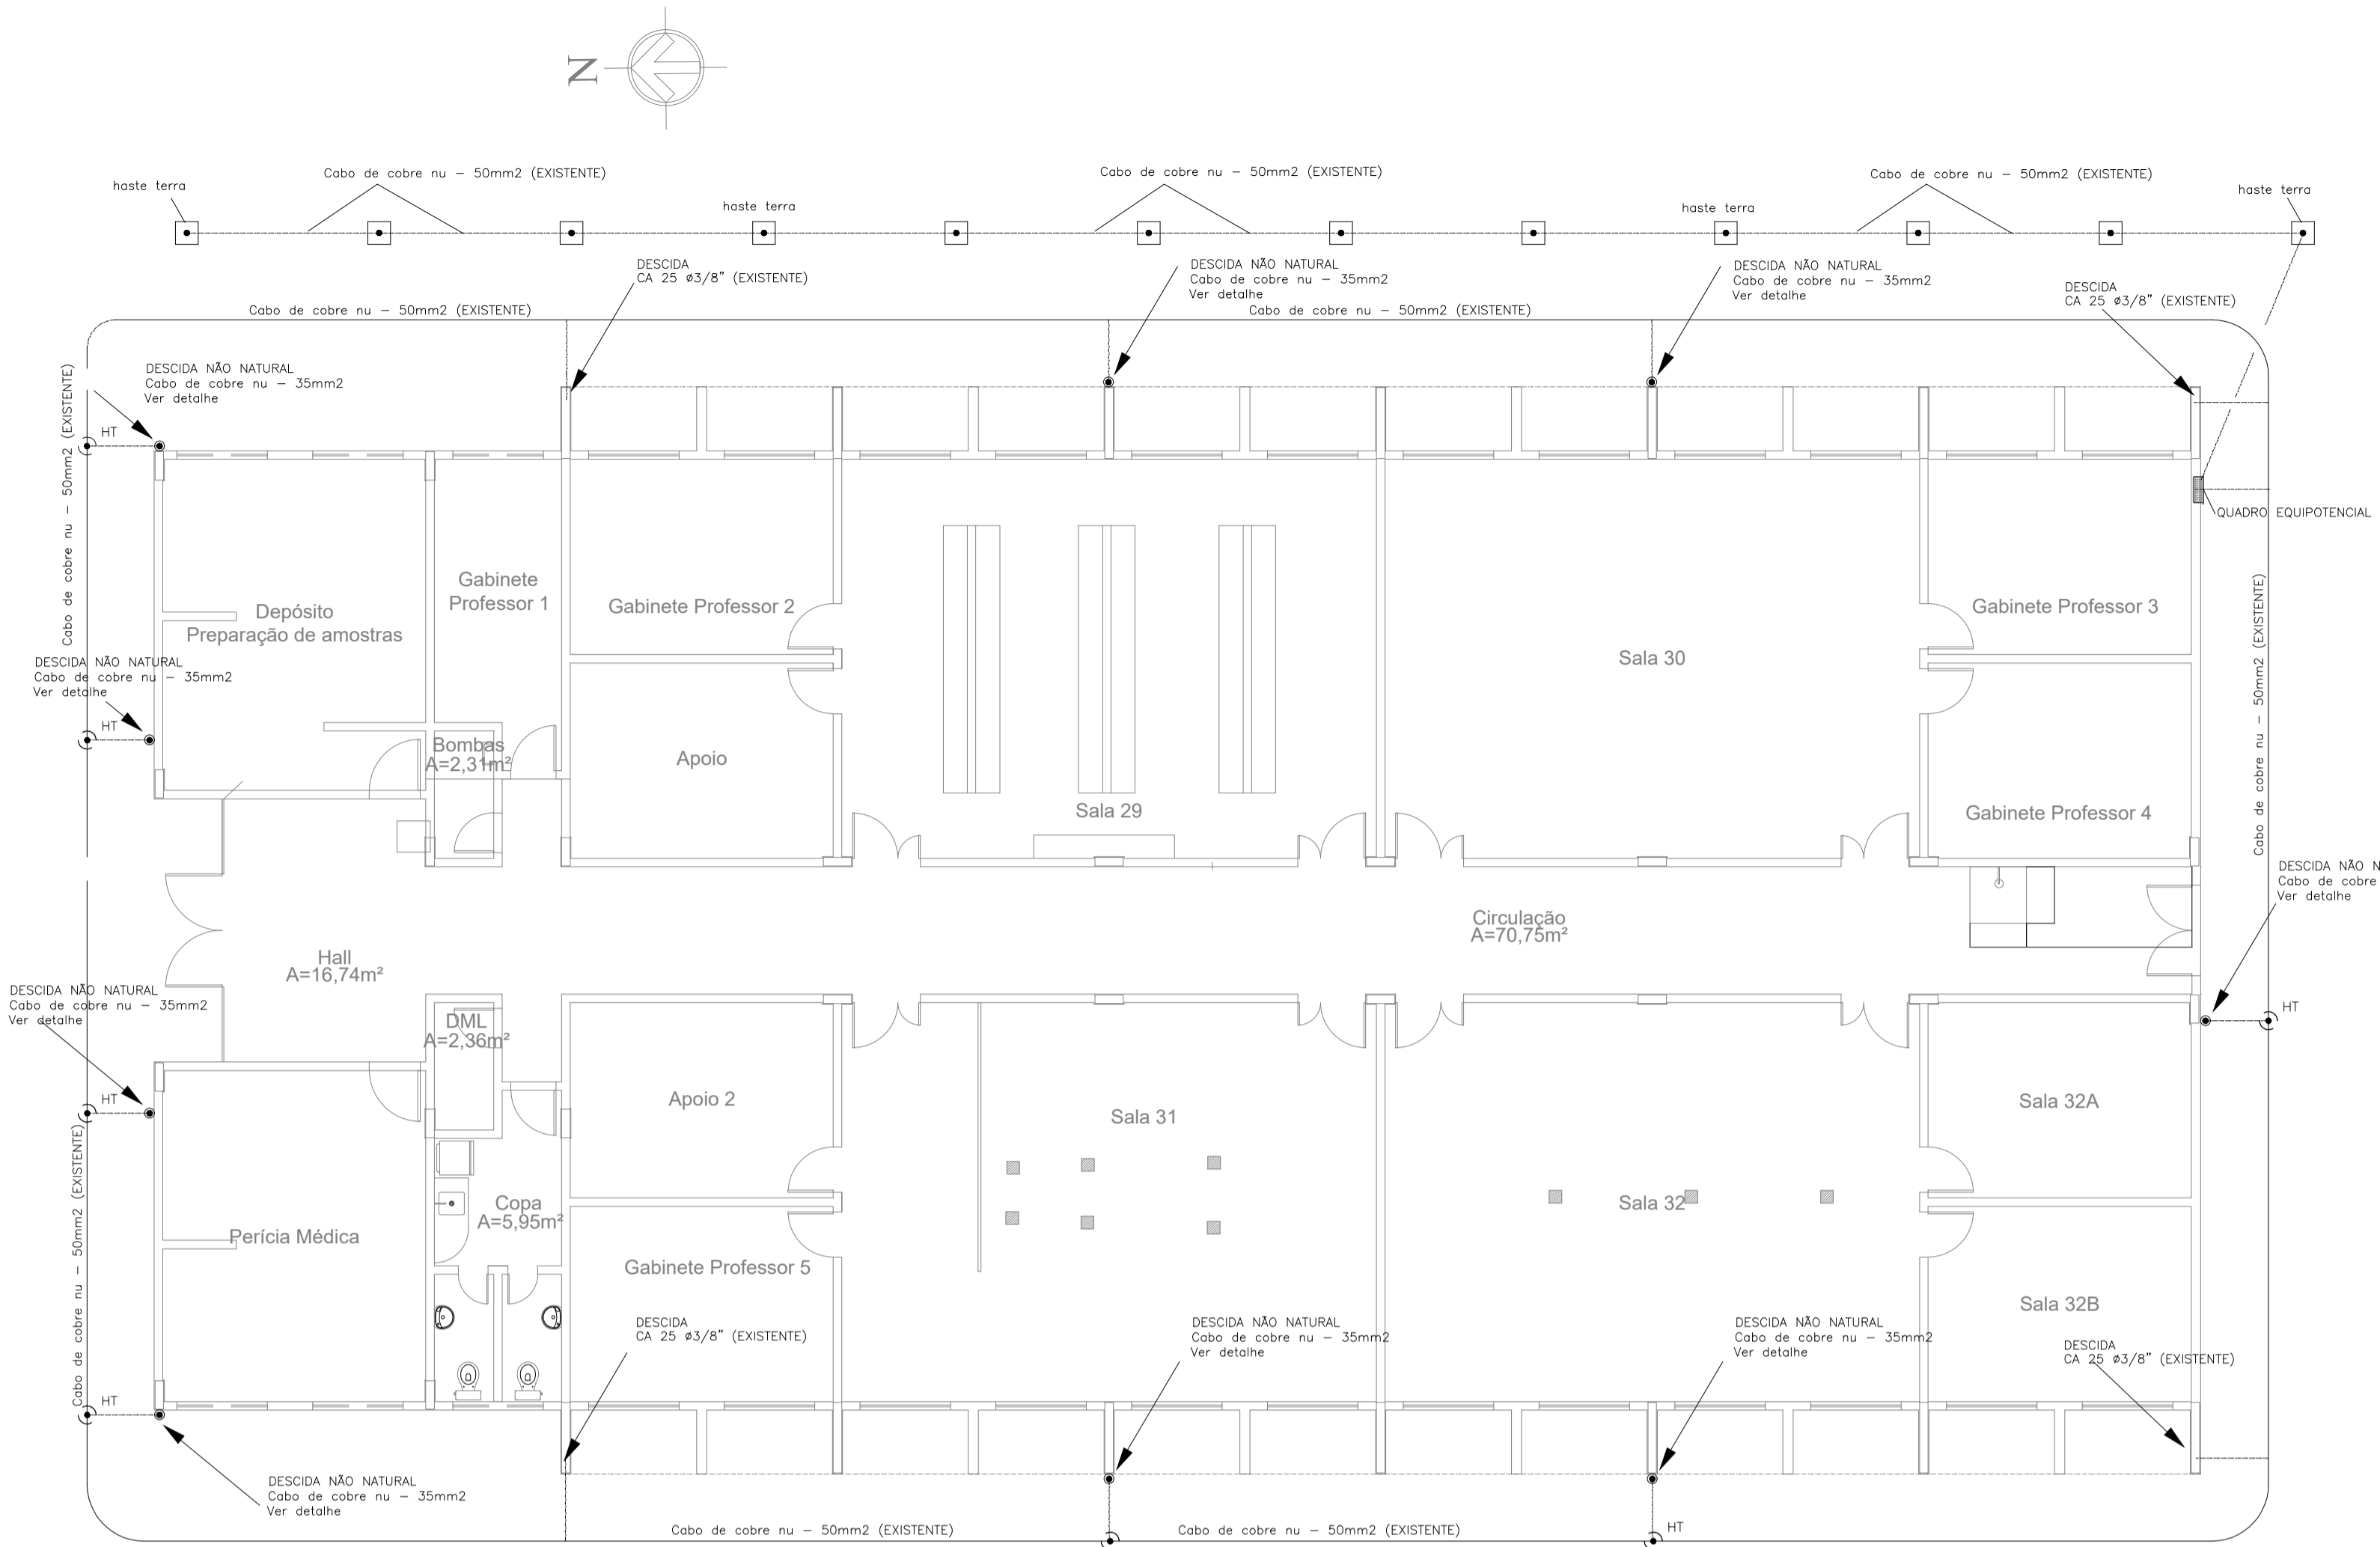 N
Cabo de cobre nu – 50mm2 (EXISTENTE)
Cabo de cobre nu – 50mm2 (EXISTENTE)
Cabo de cobre nu – 50mm2 (EXISTENTE)
haste terra
haste terra
haste terra
haste terra
DESCIDA
CA 25 ø3/8" (EXISTENTE)
DESCIDA NÃO NATURAL
Cabo de cobre nu – 35mm2
Ver detalhe
DESCIDA NÃO NATURAL
Cabo de cobre nu – 35mm2
Ver detalhe
DESCIDA
CA 25 ø3/8" (EXISTENTE)
Cabo de cobre nu – 50mm2 (EXISTENTE)
Cabo de cobre nu – 50mm2 (EXISTENTE)
DESCIDA NÃO NATURAL
Cabo de cobre nu – 35mm2
Ver detalhe
Cabo de cobre nu – 50mm2 (EXISTENTE)
HT
QUADRO EQUIPOTENCIAL
Gabinete
Professor 1
Depósito
Preparação de amostras
Gabinete Professor 2
Gabinete Professor 3
Sala 30
Cabo de cobre nu – 50mm2 (EXISTENTE)
DESCIDA NÃO NATURAL
Cabo de cobre nu – 35mm2
Ver detalhe
HT
Bombas
A=2,31m²
Apoio
Sala 29
Gabinete Professor 4
DESCIDA NÃO N
Cabo de cobre
Ver detalhe
Circulação
A=70,75m²
Hall
A=16,74m²
DESCIDA NÃO NATURAL
Cabo de cobre nu – 35mm2
Ver detalhe
HT
DML
A=2,36m²
HT
Apoio 2
Sala 31
Sala 32A
Cabo de cobre nu – 50mm2 (EXISTENTE)
Perícia Médica
Copa
A=5,95m²
Sala 32
Gabinete Professor 5
Sala 32B
DESCIDA
CA 25 ø3/8" (EXISTENTE)
DESCIDA NÃO NATURAL
Cabo de cobre nu – 35mm2
Ver detalhe
DESCIDA NÃO NATURAL
Cabo de cobre nu – 35mm2
Ver detalhe
DESCIDA
CA 25 ø3/8" (EXISTENTE)
HT
DESCIDA NÃO NATURAL
Cabo de cobre nu – 35mm2
Ver detalhe
Cabo de cobre nu – 50mm2 (EXISTENTE)
Cabo de cobre nu – 50mm2 (EXISTENTE)
HT